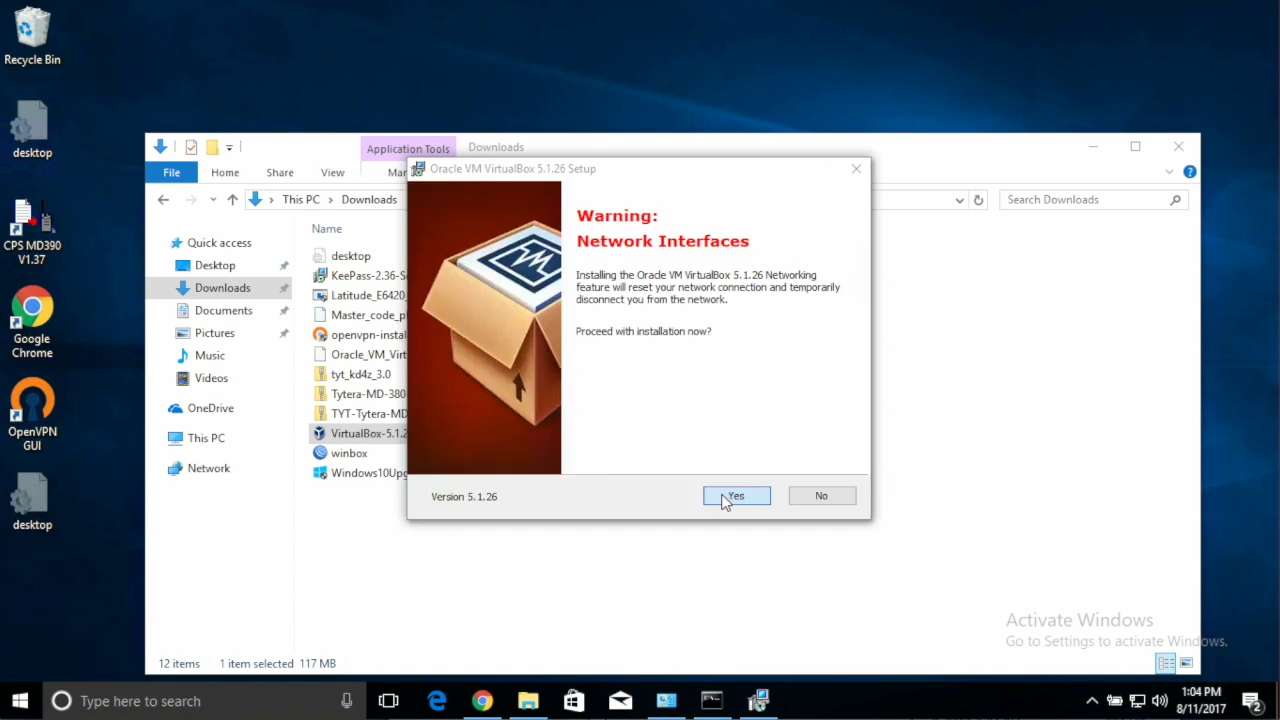 Recycle Bin
desktop
CPS MD390
V1.37
Google
Chrome
OpenVPN
GUI
desktop
Application Tools
Downloads
File
Home
Share
View
This PC
Downloads
Search Downloads
Quick access
Desktop
Downloads
Documents
Pictures
Music
Videos
OneDrive
This PC
Network
Name
desktop
KeePass-2.36-
Latitude_E6420
Master_code_
openvpn-instal
Oracle_VM_Virt
tyt_kd4z_3.0
Tytera-MD-380
TYT-Tytera-MD
VirtualBox-5.1.2
winbox
Windows10Upg
12 items 1 item selected 117 MB
Oracle VM VirtualBox 5.1.26 Setup
Warning:
Network Interfaces
Installing the Oracle VM VirtualBox 5.1.26 Networking
feature will reset your network connection and temporarily
disconnect you from the network.
Proceed with installation now?
Version 5.1.26
Yes
No
Activate Windows
Go to Settings to activate Windows.
Type here to search
1:04 PM
8/11/2017
2